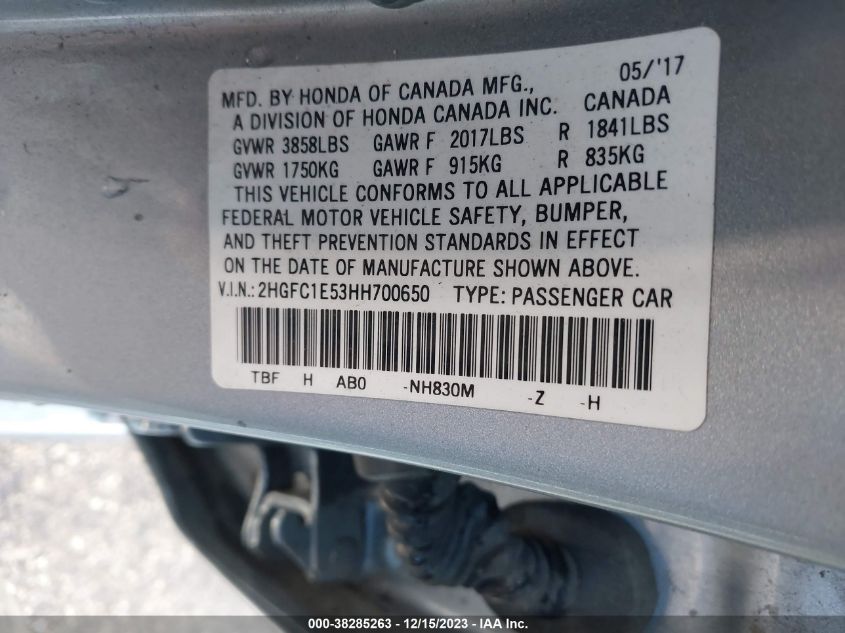 05/'17
MFD. BY HONDA OF CANADA MFG.,
A DIVISION OF HONDA CANADA INC. CANADA
GVWR 3858LBS GAWR F 2017LBS R 1841LBS
GVWR 1750KG GAWR F 915KG R 835KG
THIS VEHICLE CONFORMS TO ALL APPLICABLE
FEDERAL MOTOR VEHICLE SAFETY, BUMPER,
AND THEFT PREVENTION STANDARDS IN EFFECT
ON THE DATE OF MANUFACTURE SHOWN ABOVE.
V.I.N.: 2HGFC1E53HH700650 TYPE: PASSENGER CAR
TBF H AB0 -NH830M -Z -H
000-38285263 - 12/15/2023 - IAA Inc.